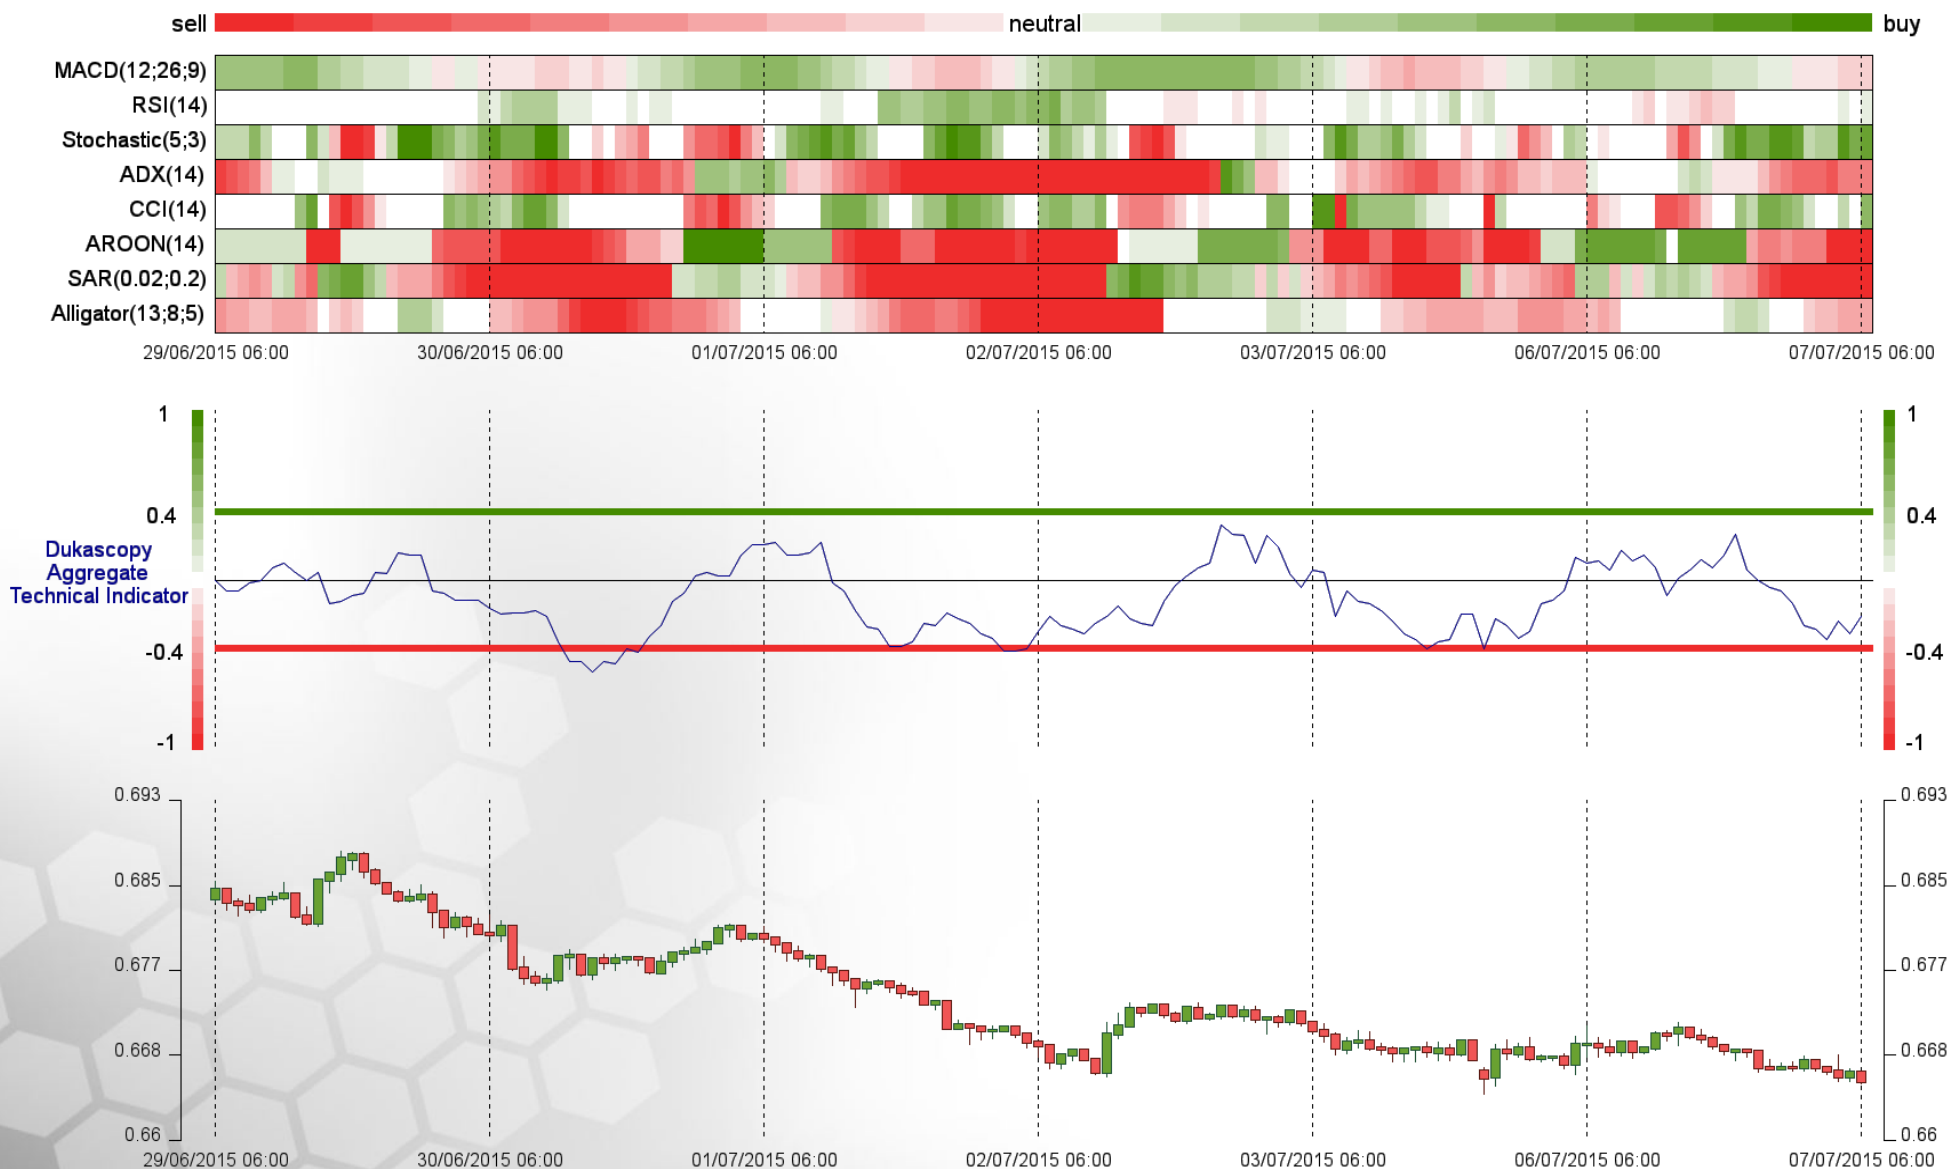 sell neutral buy
MACD(12;26;9)
RSI(14)
Stochastic(5;3)
ADX(14)
CCI(14)
AROON(14)
SAR(0.02;0.2)
Alligator(13;8;5)
29/06/2015 06:00 30/06/2015 06:00 01/07/2015 06:00 02/07/2015 06:00 03/07/2015 06:00 06/07/2015 06:00 07/07/2015 06:00
1 1
0.4 0.4
Dukascopy
Aggregate
Technical Indicator
-0.4 -0.4
-1 -1
0.693 0.693
0.685 0.685
0.677 0.677
0.668 0.668
0.66 0.66
29/06/2015 06:00 30/06/2015 06:00 01/07/2015 06:00 02/07/2015 06:00 03/07/2015 06:00 06/07/2015 06:00 07/07/2015 06:00